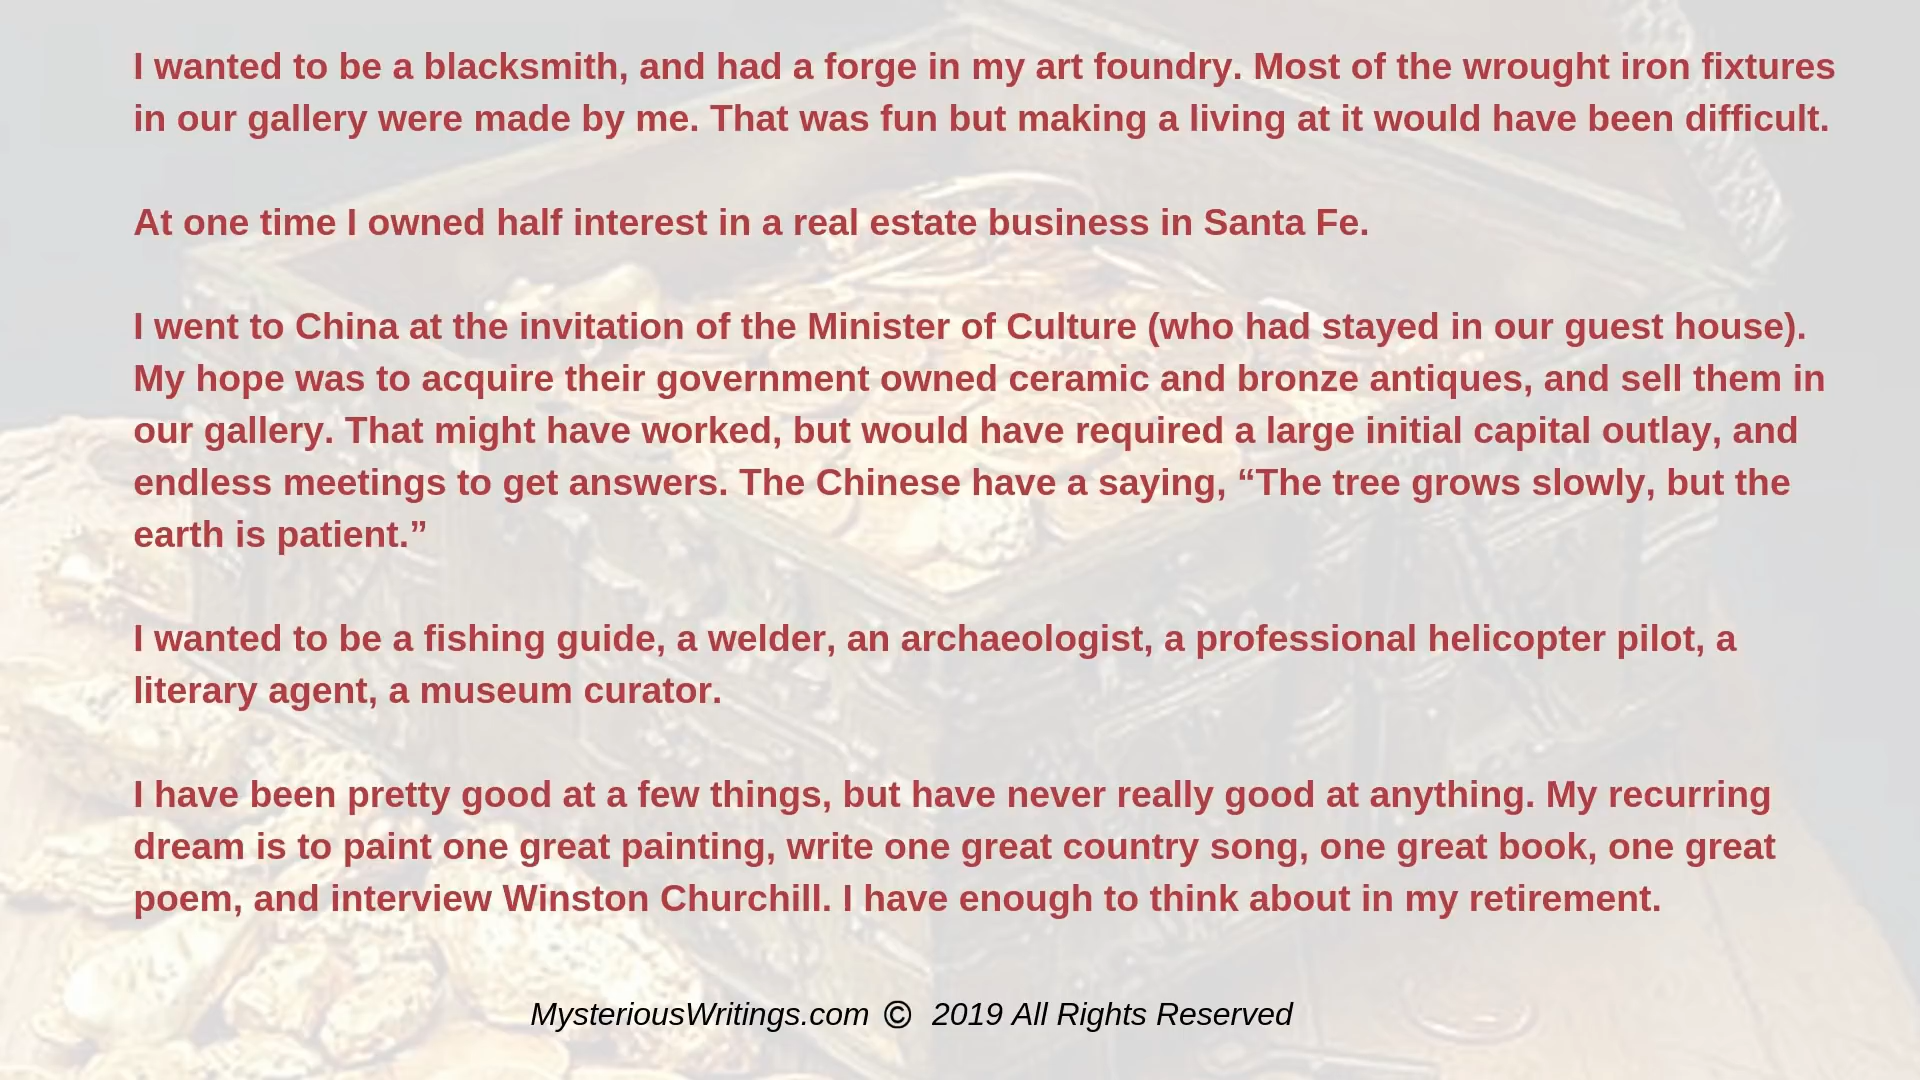 I wanted to be a blacksmith, and had a forge in my art foundry. Most of the wrought iron fixtures
in our gallery were made by me. That was fun but making a living at it would have been difficult.
At one time I owned half interest in a real estate business in Santa Fe.
I went to China at the invitation of the Minister of Culture (who had stayed in our guest house).
My hope was to acquire their government owned ceramic and bronze antiques, and sell them in
our gallery. That might have worked, but would have required a large initial capital outlay, and
endless meetings to get answers. The Chinese have a saying, “The tree grows slowly, but the
earth is patient.”
I wanted to be a fishing guide, a welder, an archaeologist, a professional helicopter pilot, a
literary agent, a museum curator.
I have been pretty good at a few things, but have never really good at anything. My recurring
dream is to paint one great painting, write one great country song, one great book, one great
poem, and interview Winston Churchill. I have enough to think about in my retirement.
MysteriousWritings.com © 2019 All Rights Reserved